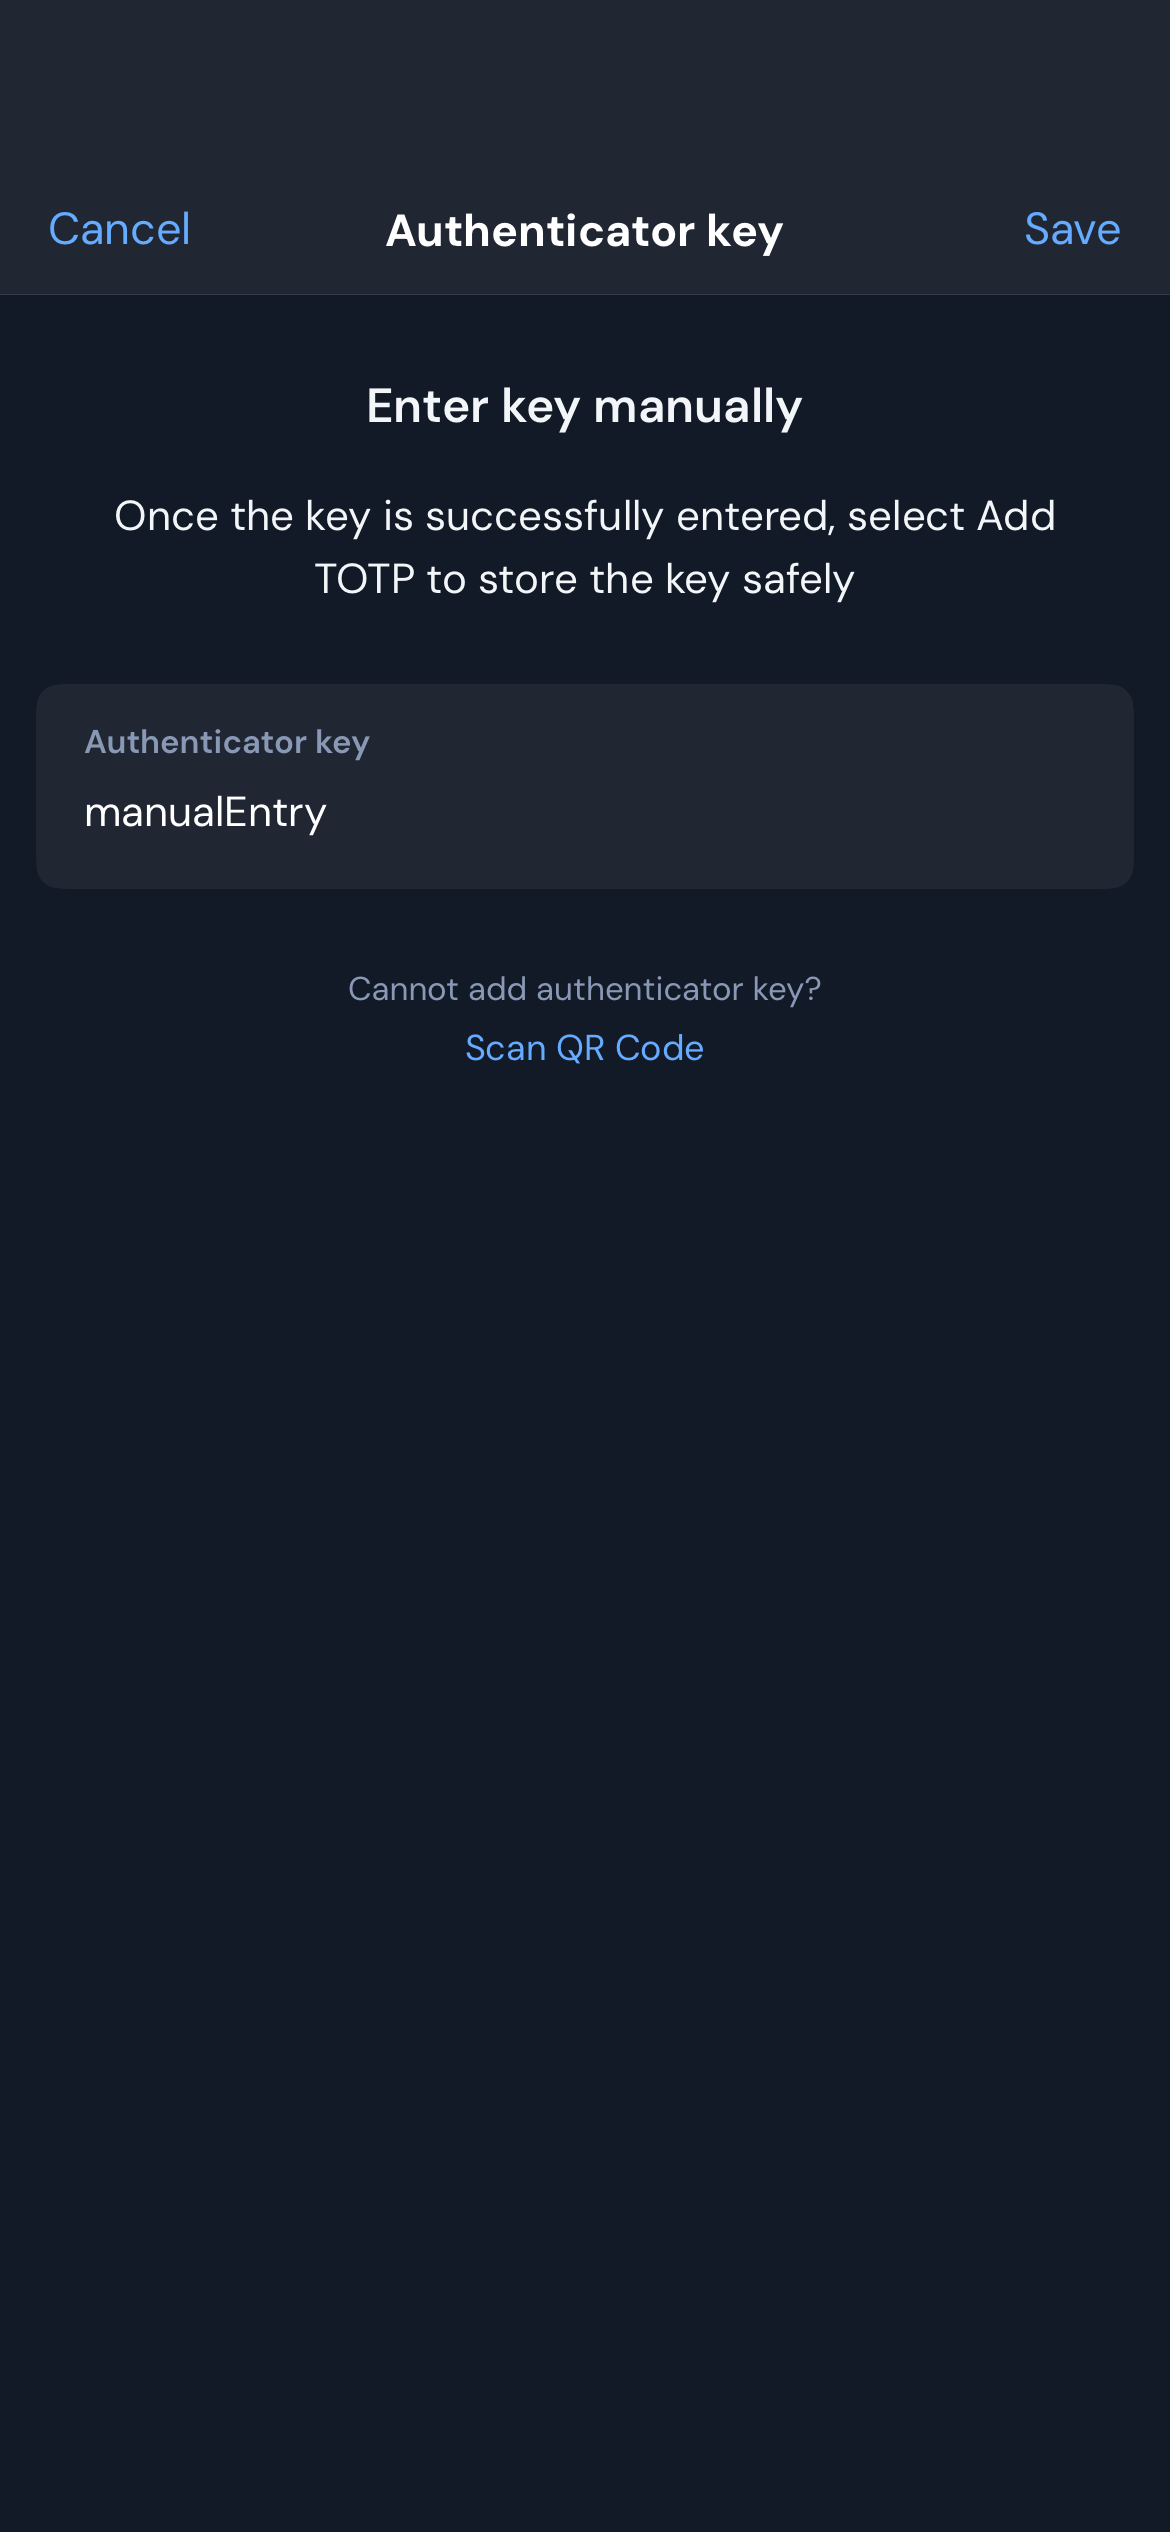 Cancel
Authenticator key
Save
Enter key manually
Once the key is successfully entered, select Add
TOTP to store the key safely
Authenticator key
manualEntry
Cannot add authenticator key?
Scan QR Code